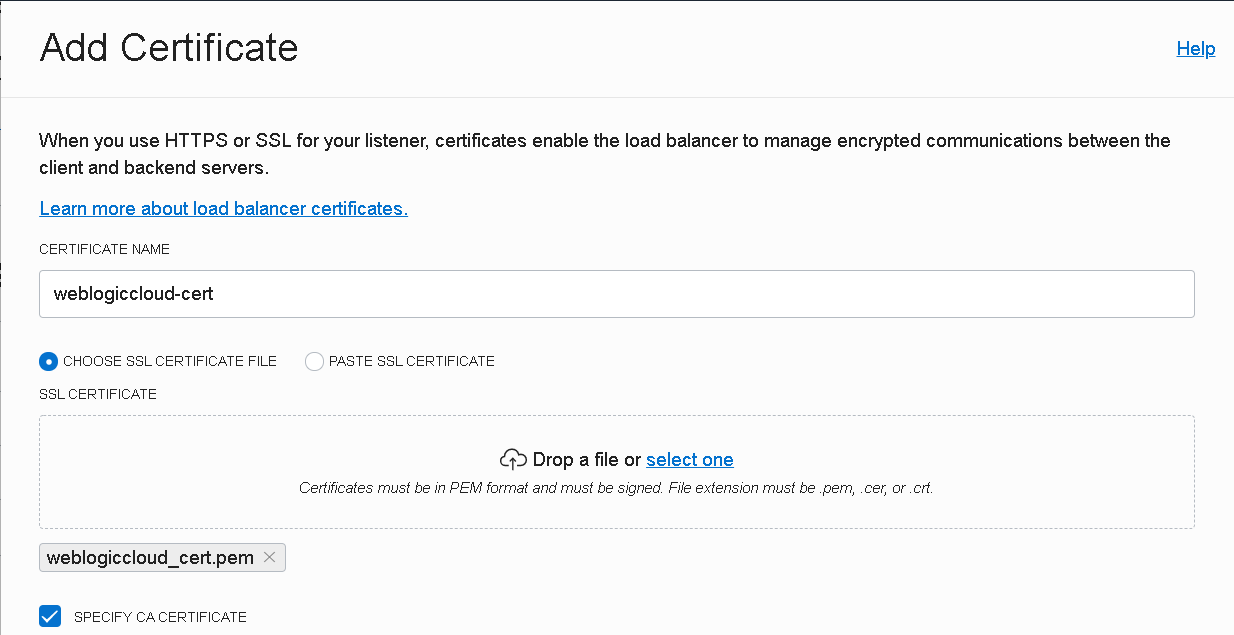 Add Certificate
Help
When you use HTTPS or SSL for your listener, certificates enable the load balancer to manage encrypted communications between the
client and backend servers.
Learn more about load balancer certificates.
CERTIFICATE NAME
weblogiccloud-cert
CHOOSE SSL CERTIFICATE FILE
PASTE SSL CERTIFICATE
SSL CERTIFICATE
Drop a file or select one
Certificates must be in PEM format and must be signed. File extension must be .pem, .cer, or .crt.
weblogiccloud_cert.pem
SPECIFY CA CERTIFICATE